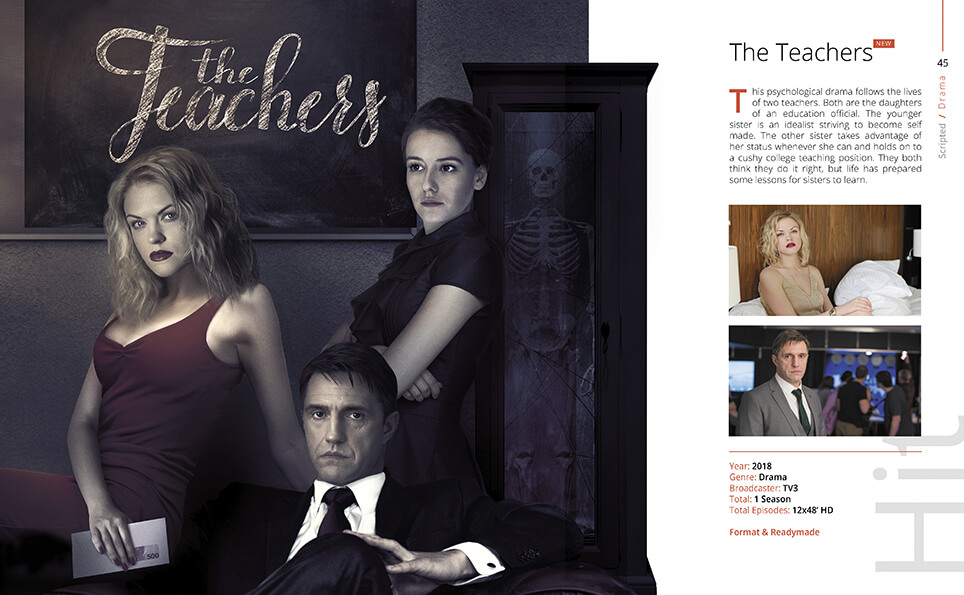 the
Teachers
500
The Teachers
NEW
This psychological drama follows the lives
of two teachers. Both are the daughters
of an education official. The younger
sister is an idealist striving to become self
made. The other sister takes advantage of
her status whenever she can and holds on to
a cushy college teaching position. They both
think they do it right, but life has prepared
some lessons for sisters to learn.
Year: 2018
Genre: Drama
Broadcaster: TV3
Total: 1 Season
Total Episodes: 12x48' HD
Format & Readymade
45
Scripted / Drama
Hit